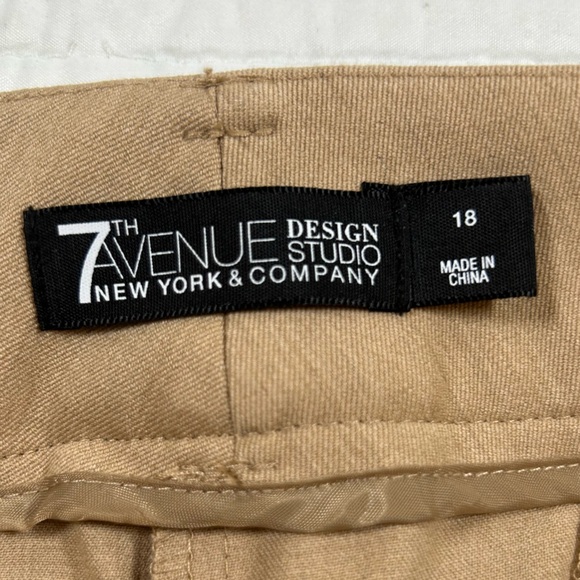 7TH AVENUE DESIGN STUDIO
NEW YORK & COMPANY
18
MADE IN
CHINA